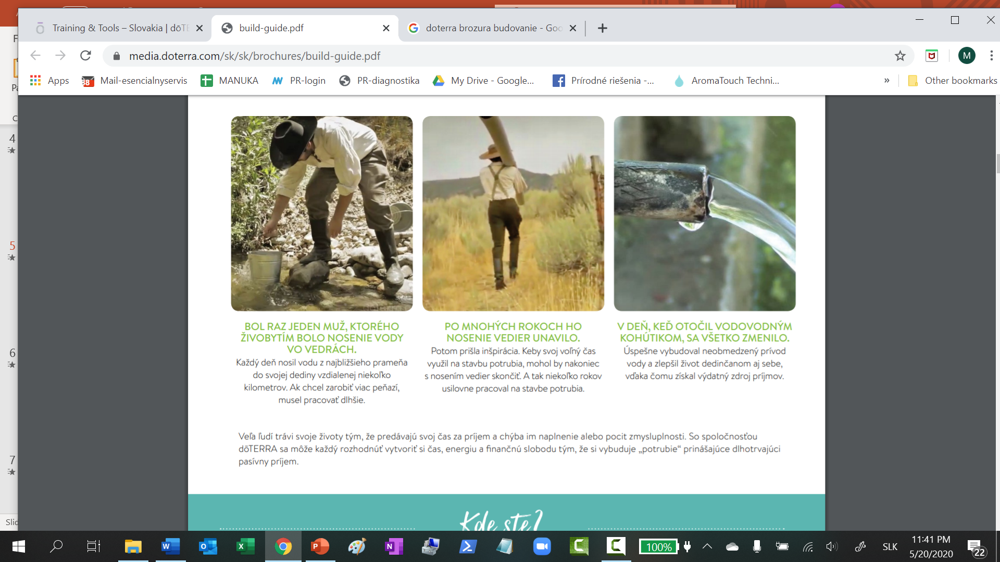 Training & Tools – Slovakia | dōTE
build-guide.pdf
doterra brozura budovanie - Goo
media.doterra.com/sk/sk/brochures/build-guide.pdf
M
Apps
Mail-esencialnyservis
MANUKA
PR-login
PR-diagnostika
My Drive - Google...
Prírodné riešenia -...
AromaTouch Techni...
»
Other bookmarks
4
5
6
7
BOL RAZ JEDEN MUŽ, KTORÉHO
ŽIVOBYTÍM BOLO NOSENIE VODY
VO VEDRÁCH.
Každý deň nosil vodu z najbližšieho prameňa
do svojej dediny vzdialenej niekoľko
kilometrov. Ak chcel zarobiť viac peňazí,
musel pracovať dlhšie.
PO MNOHÝCH ROKOCH HO
NOSENIE VEDIER UNAVILO.
Potom prišla inšpirácia. Keby svoj voľný čas
využil na stavbu potrubia, mohol by nakoniec
s nosením vedier skončiť. A tak niekoľko rokov
usilovne pracoval na stavbe potrubia.
V DEŇ, KEĎ OTOČIL VODOVODNÝM
KOHÚTIKOM, SA VŠETKO ZMENILO.
Úspešne vybudoval neobmedzený prívod
vody a zlepšil život dedinčanom aj sebe,
vďaka čomu získal výdatný zdroj príjmov.
Veľa ľudí trávi svoje životy tým, že predávajú svoj čas za príjem a chýba im naplnenie alebo pocit zmysluplnosti. So spoločnosťou
dōTERRA sa môže každý rozhodnúť vytvoriť si čas, energiu a finančnú slobodu tým, že si vybuduje „potrubie“ prinášajúce dlhotrvajúci
pasívny príjem.
Kde ste?
Slid
100%
SLK
11:41 PM
5/20/2020
22